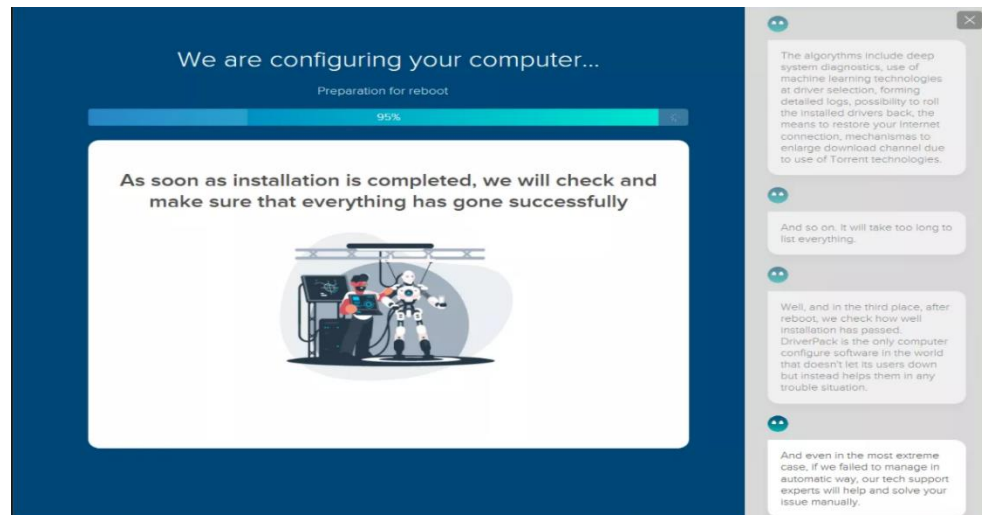 We are configuring your computer...
Preparation for reboot
95%
As soon as installation is completed, we will check and
make sure that everything has gone successfully
The algorythms include deep
system diagnostics, use of
machine learning technologies
at driver selection, forming
detailed logs, possibility to roll
the installed drivers back, the
means to restore your internet
connection, mechanismas to
enlarge download channel due
to use of Torrent technologies.
And so on. It will take too long to
list everything.
Well, and in the third place, after
reboot, we check how well
installation has passed.
DriverPack is the only computer
configure software in the world
that doesn't let its users down
but instead helps them in any
trouble situation.
And even in the most extreme
case, if we failed to manage in
automatic way, our tech support
experts will help and solve your
issue manually.